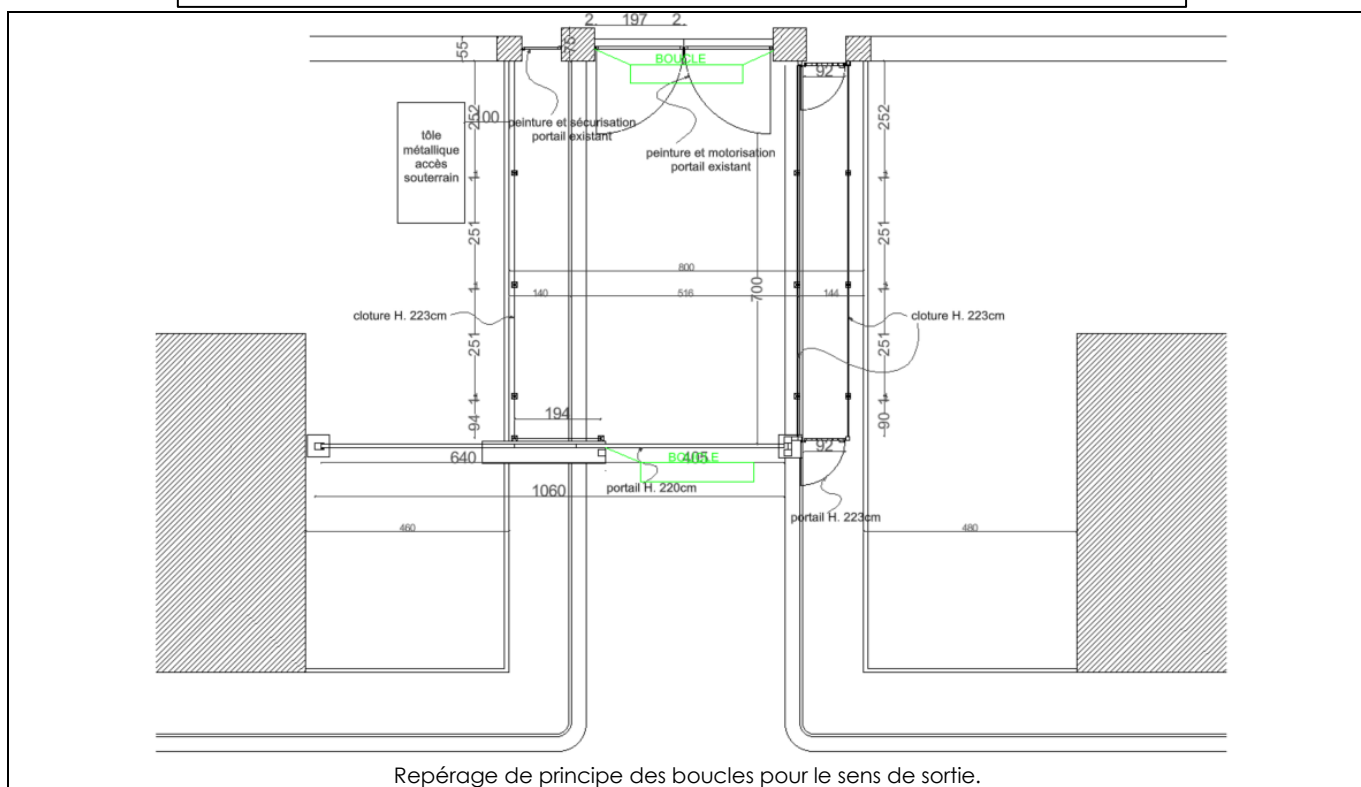 2. 197 2.
55
75
BOUCLE
92
252
100
peinture et sécurisation
portail existant
peinture et motorisation
portail existant
tôle
métallique
accès
souterrain
252
1
1
251
251
800
140
516
144
700
1
1
cloture H. 223cm
cloture H. 223cm
251
251
1
1
94
194
90
92
640
BOUCLE
405
1060
portail H. 220cm
portail H. 223cm
460
480
Repérage de principe des boucles pour le sens de sortie.